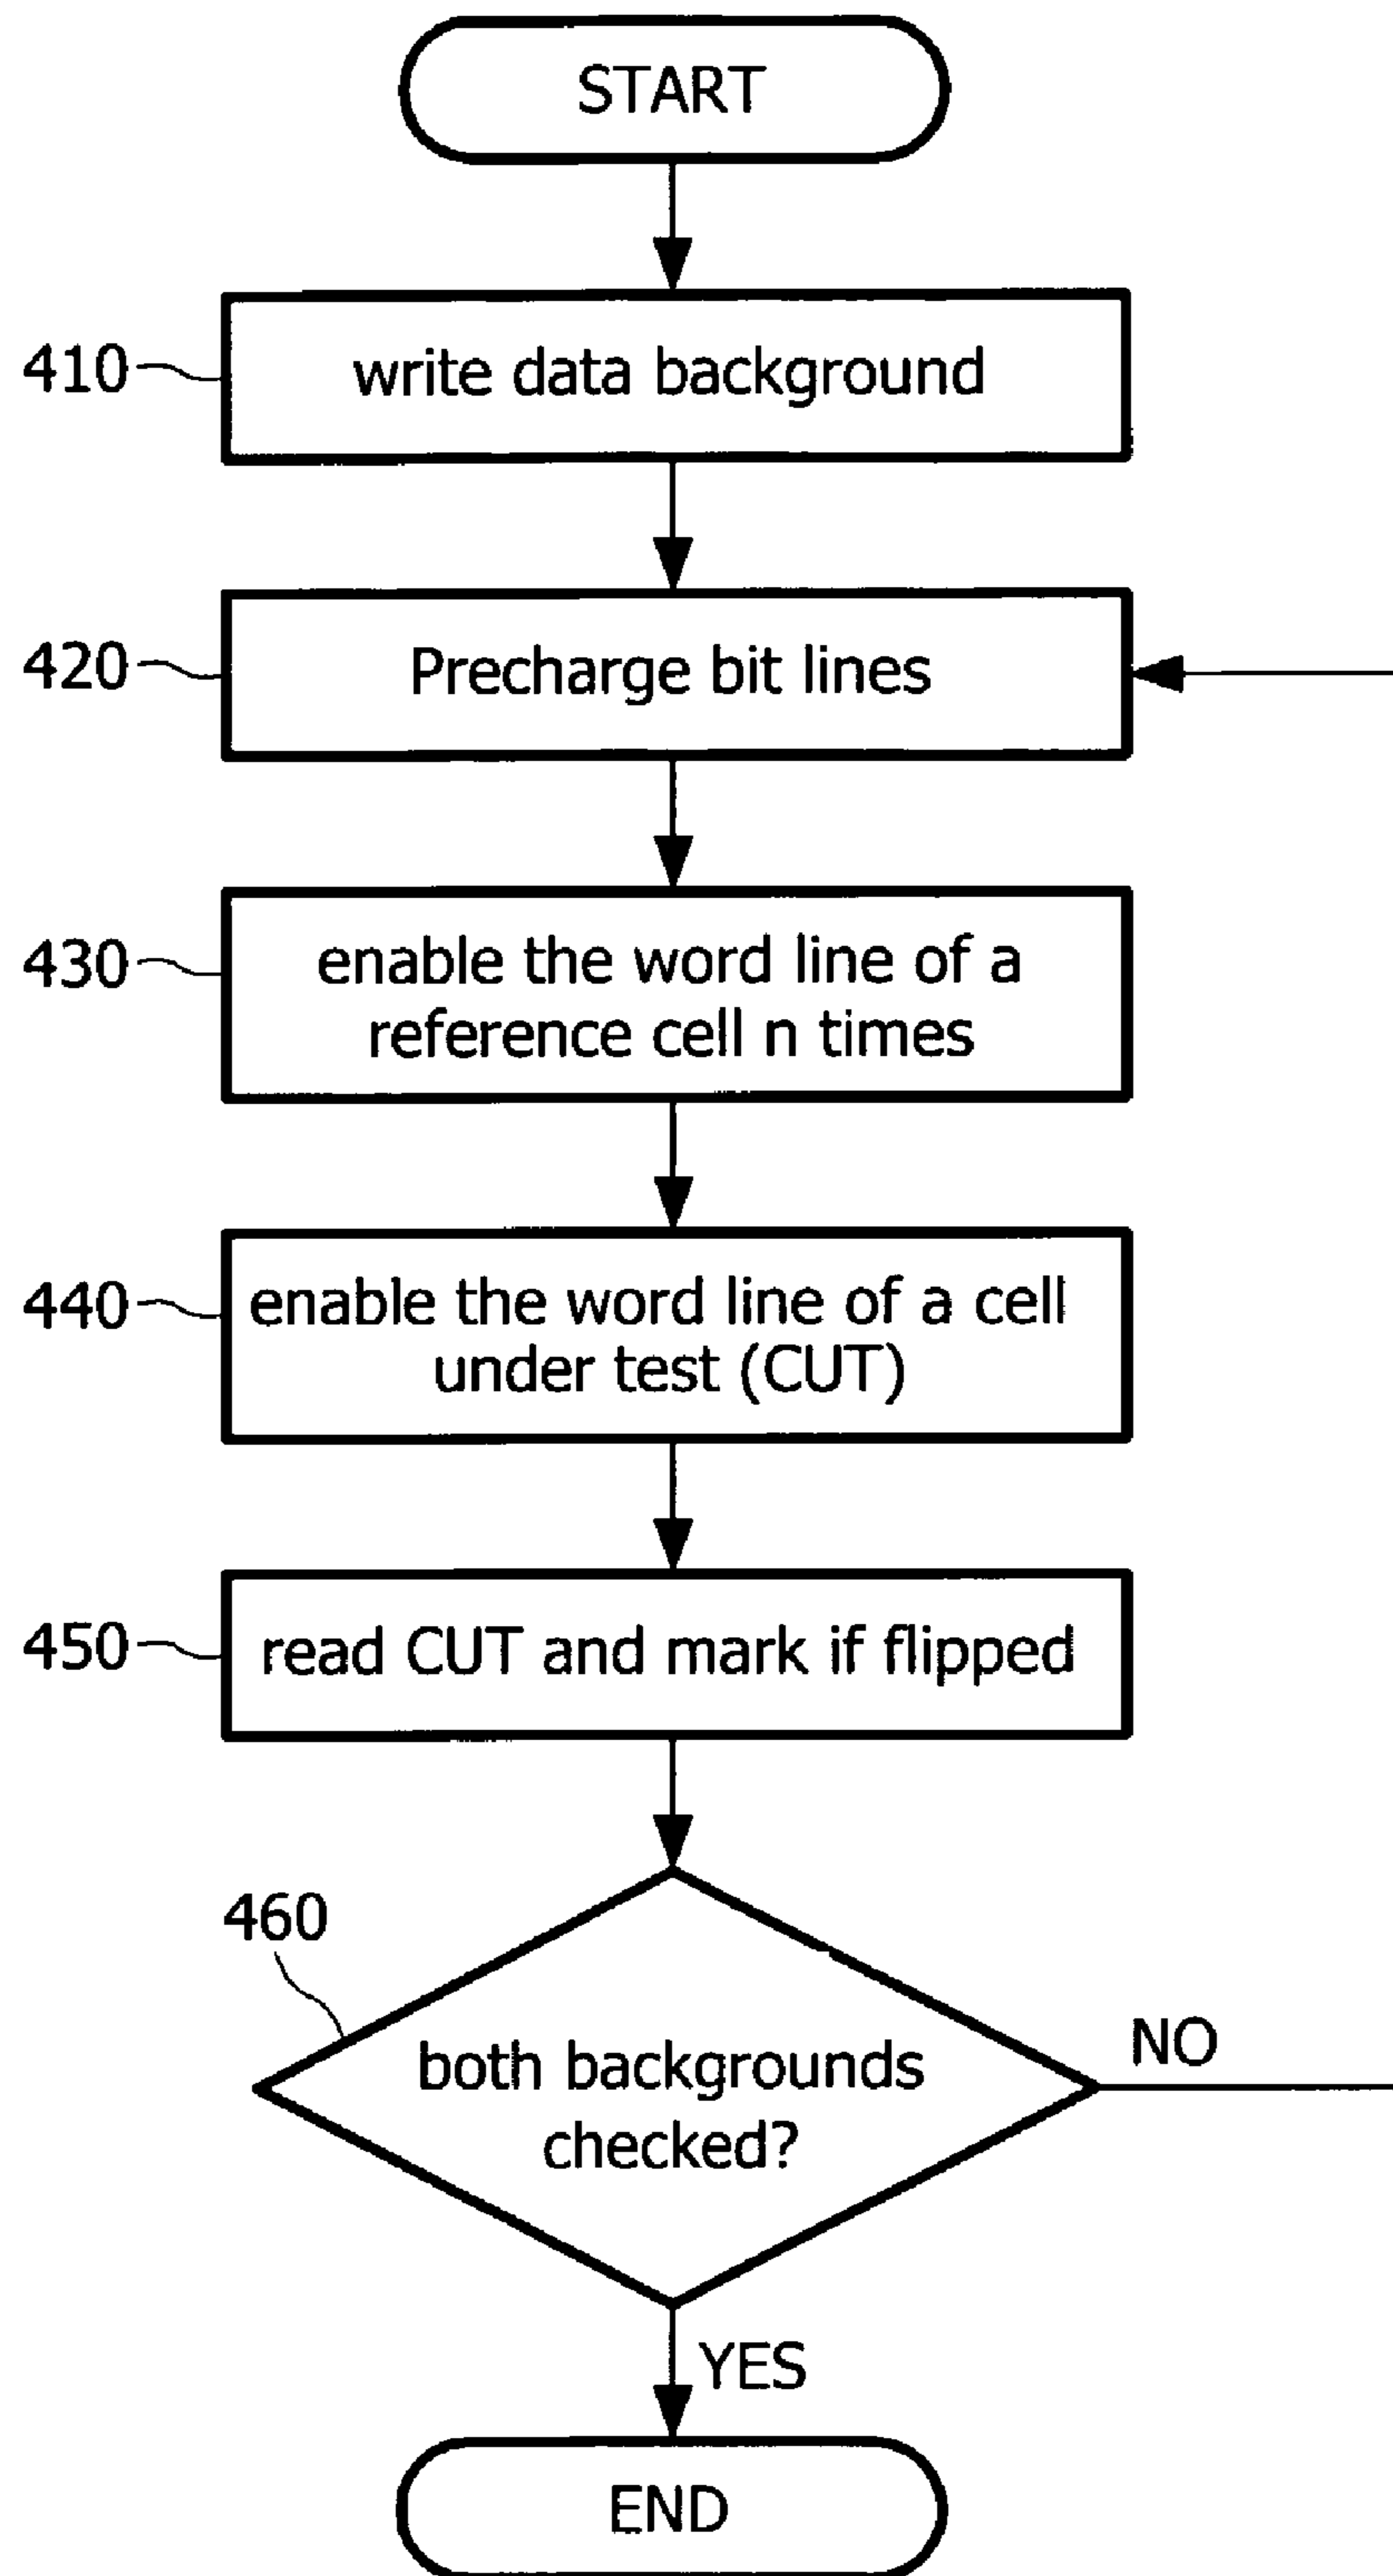 START
410
write data background
420
Precharge bit lines
430
enable the word line of a
reference cell n times
440
enable the word line of a cell
under test (CUT)
450
read CUT and mark if flipped
460
both backgrounds
checked?
NO
YES
END